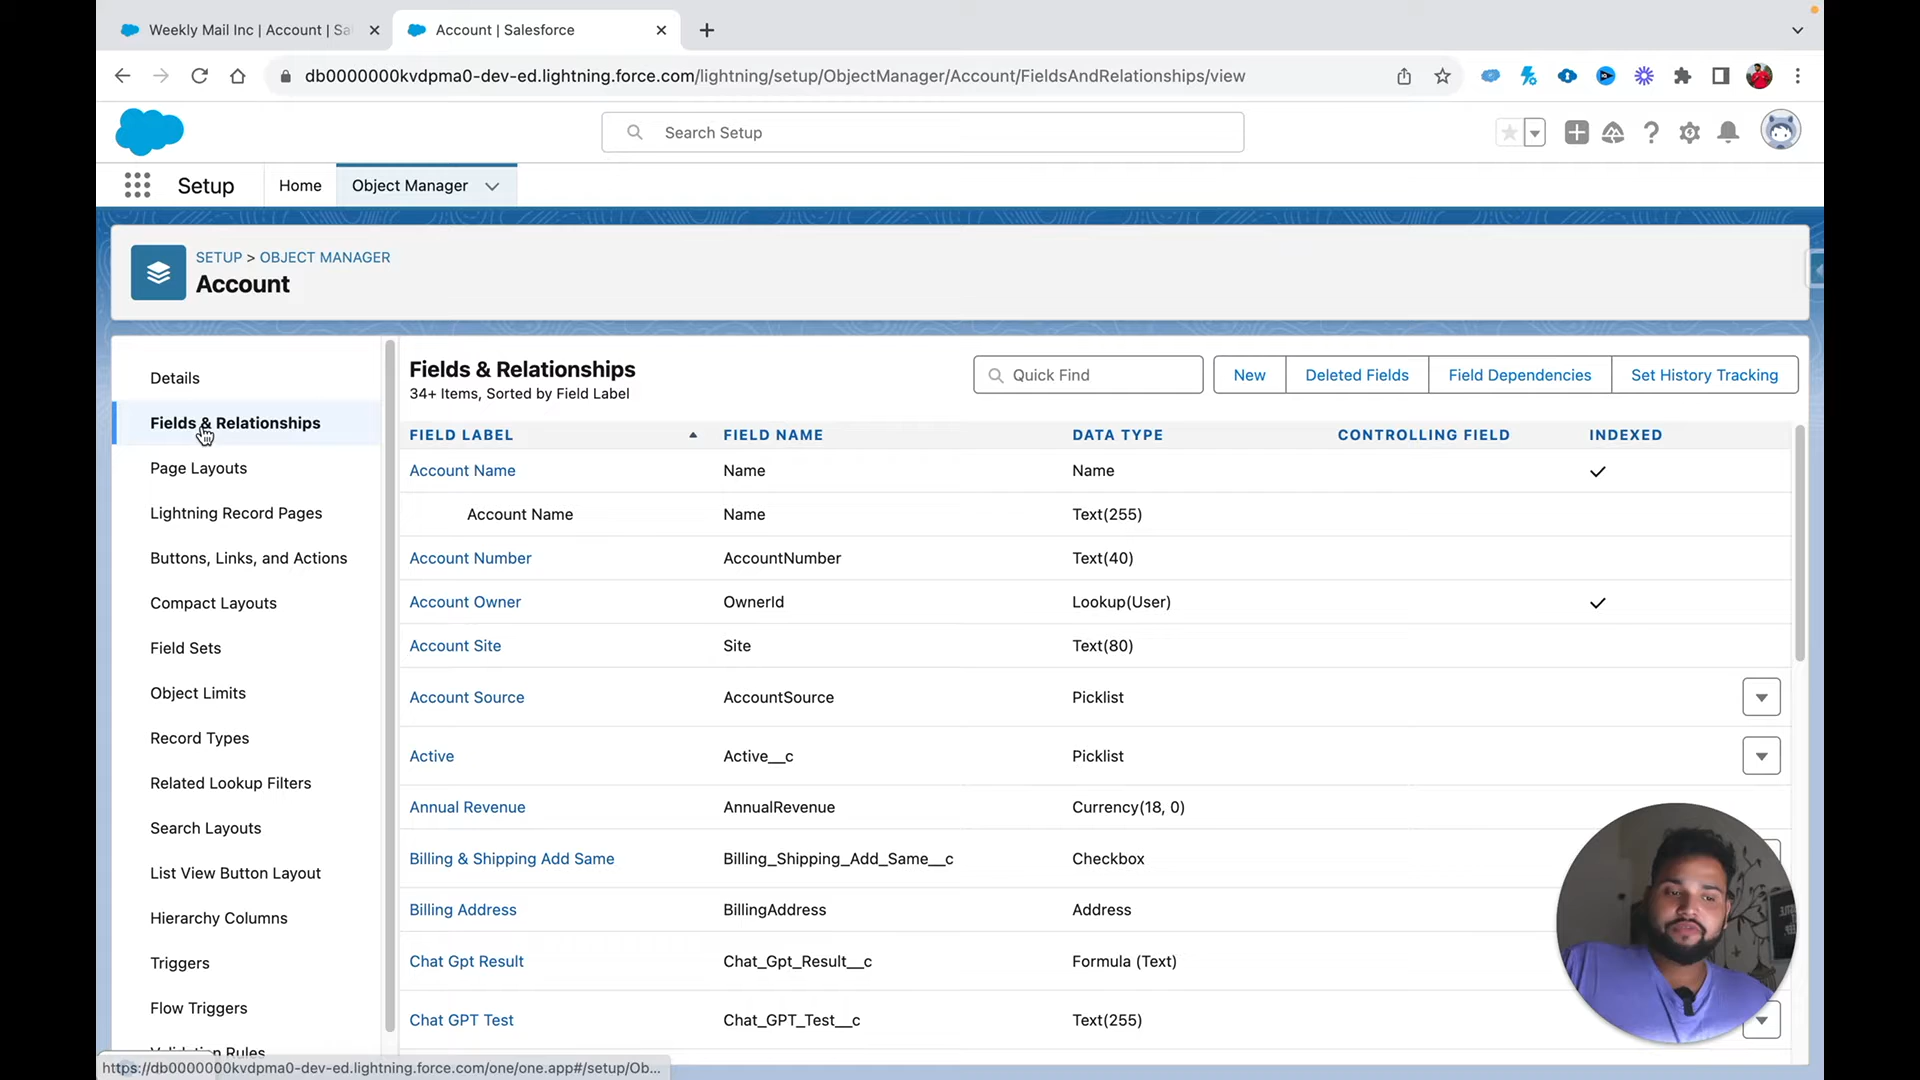 Weekly Mail Inc | Account | Sa
Account | Salesforce
db0000000kvdpma0-dev-ed.lightning.force.com/lightning/setup/ObjectManager/Account/FieldsAndRelationships/view
Search Setup
Setup
Home
Object Manager
SETUP > OBJECT MANAGER
Account
Details
Fields & Relationships
Page Layouts
Lightning Record Pages
Buttons, Links, and Actions
Compact Layouts
Field Sets
Object Limits
Record Types
Related Lookup Filters
Search Layouts
List View Button Layout
Hierarchy Columns
Triggers
Flow Triggers
Validation Rules
Fields & Relationships
34+ Items, Sorted by Field Label
Quick Find
New
Deleted Fields
Field Dependencies
Set History Tracking
FIELD LABEL FIELD NAME DATA TYPE CONTROLLING FIELD INDEXED
Account Name Name Name
Account Name Name Text(255)
Account Number AccountNumber Text(40)
Account Owner OwnerId Lookup(User)
Account Site Site Text(80)
Account Source AccountSource Picklist
Active Active__c Picklist
Annual Revenue AnnualRevenue Currency(18, 0)
Billing & Shipping Add Same Billing_Shipping_Add_Same__c Checkbox
Billing Address BillingAddress Address
Chat Gpt Result Chat_Gpt_Result__c Formula (Text)
Chat GPT Test Chat_GPT_Test__c Text(255)
https://db0000000kvdpma0-dev-ed.lightning.force.com/one/one.app#/setup/Ob...